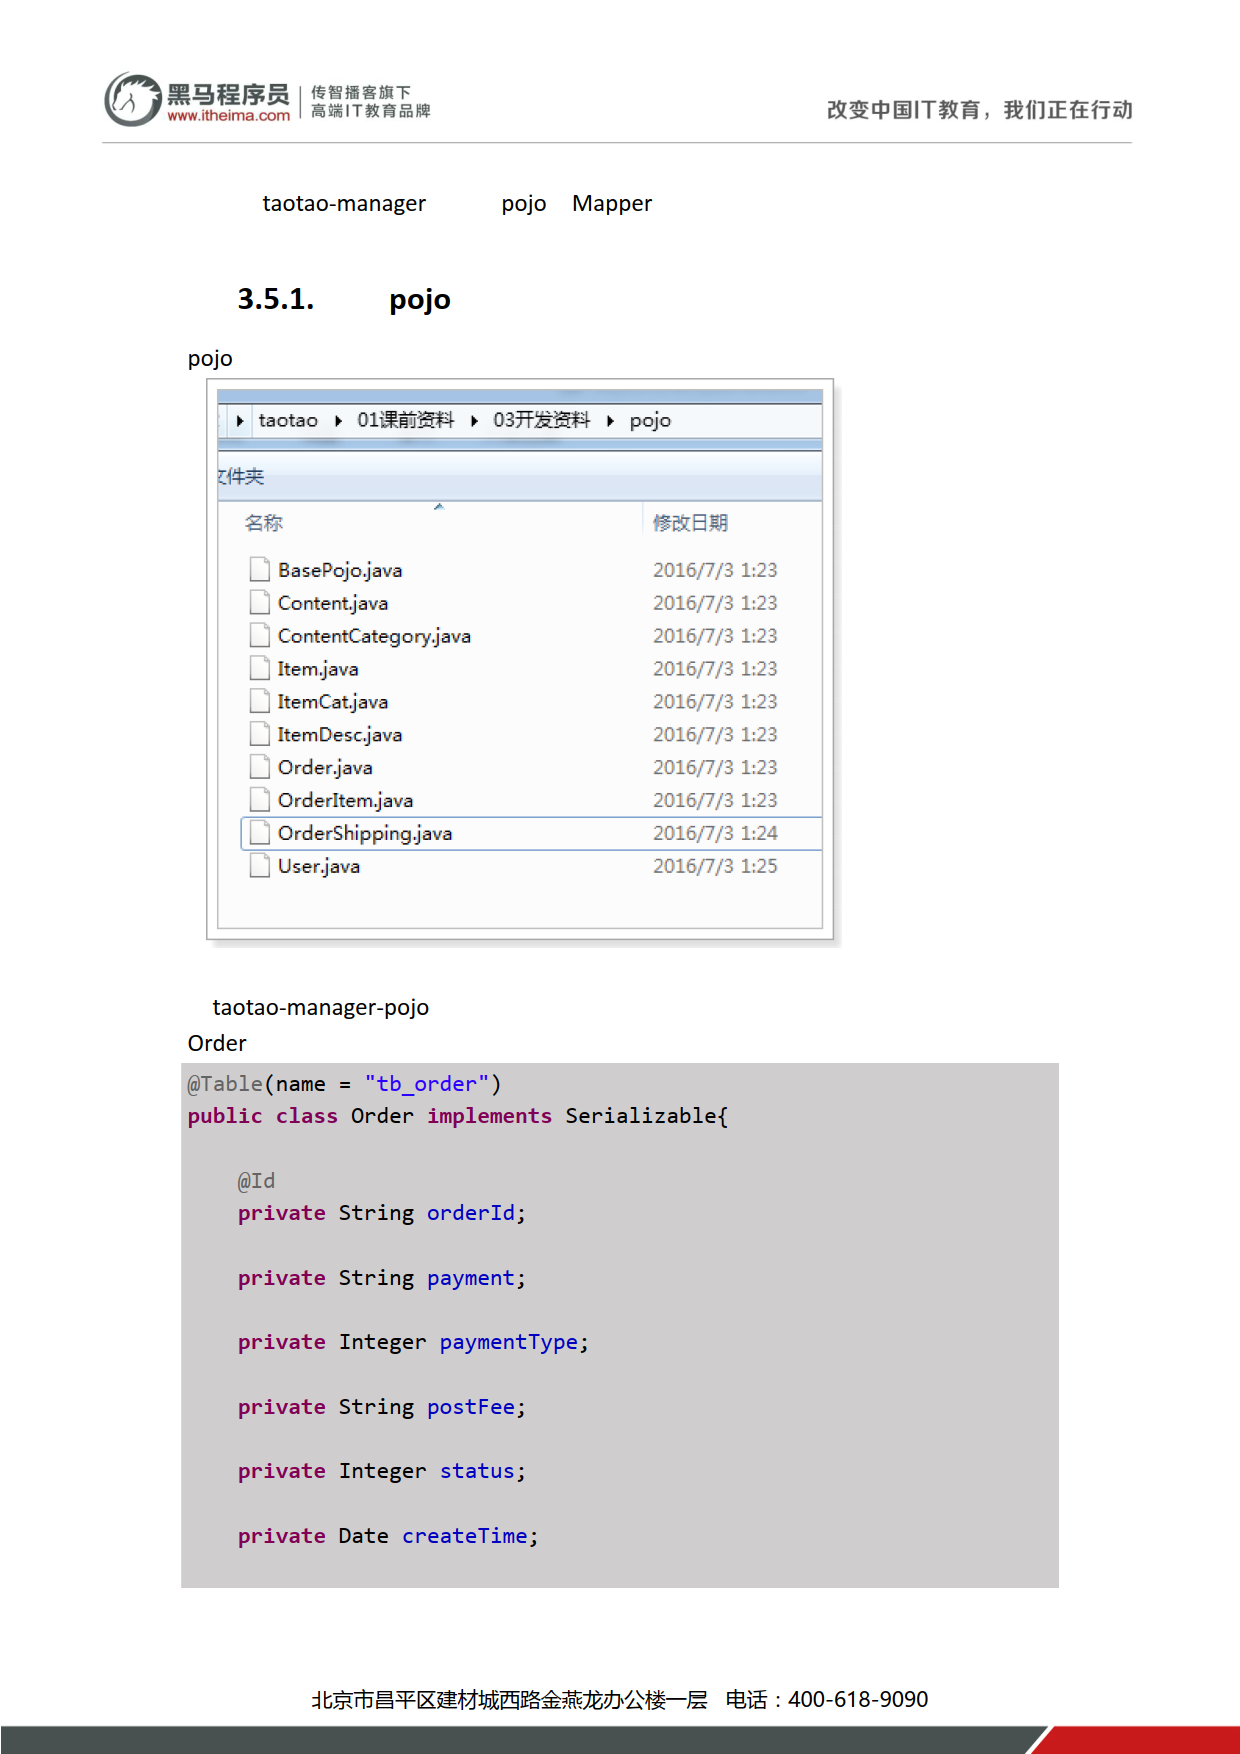 黑马程序员
www.itheima.com
传智播客旗下
高端IT教育品牌
改变中国IT教育，我们正在行动
taotao-manager pojo Mapper
3.5.1. pojo
pojo
taotao 01课前资料 03开发资料 pojo
文件夹
名称 修改日期
BasePojo.java 2016/7/3 1:23
Content.java 2016/7/3 1:23
ContentCategory.java 2016/7/3 1:23
Item.java 2016/7/3 1:23
ItemCat.java 2016/7/3 1:23
ItemDesc.java 2016/7/3 1:23
Order.java 2016/7/3 1:23
OrderItem.java 2016/7/3 1:23
OrderShipping.java 2016/7/3 1:24
User.java 2016/7/3 1:25
taotao-manager-pojo
Order
@Table(name = "tb_order")
public class Order implements Serializable{
@Id
private String orderId;
private String payment;
private Integer paymentType;
private String postFee;
private Integer status;
private Date createTime;
北京市昌平区建材城西路金燕龙办公楼一层 电话：400-618-9090